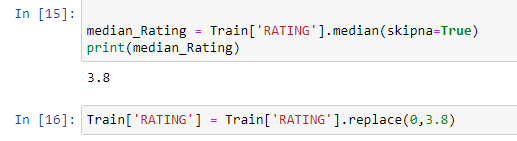 In [15]:
median_Rating = Train['RATING'].median(skipna=True)
print(median_Rating)
3.8
In [16]: Train['RATING'] = Train['RATING'].replace(0,3.8)